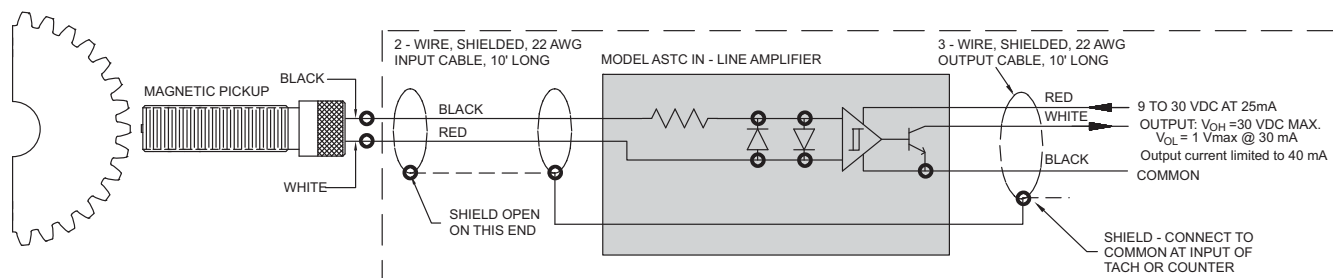 2 - WIRE, SHIELDED, 22 AWG
INPUT CABLE, 10' LONG
3 - WIRE, SHIELDED, 22 AWG
OUTPUT CABLE, 10' LONG
MODEL ASTC IN - LINE AMPLIFIER
BLACK
MAGNETIC PICKUP
BLACK
RED
WHITE
RED
WHITE
BLACK
9 TO 30 VDC AT 25mA
OUTPUT: VOH =30 VDC MAX.
VOL = 1 Vmax @ 30 mA
Output current limited to 40 mA
COMMON
SHIELD OPEN
ON THIS END
SHIELD - CONNECT TO
COMMON AT INPUT OF
TACH OR COUNTER